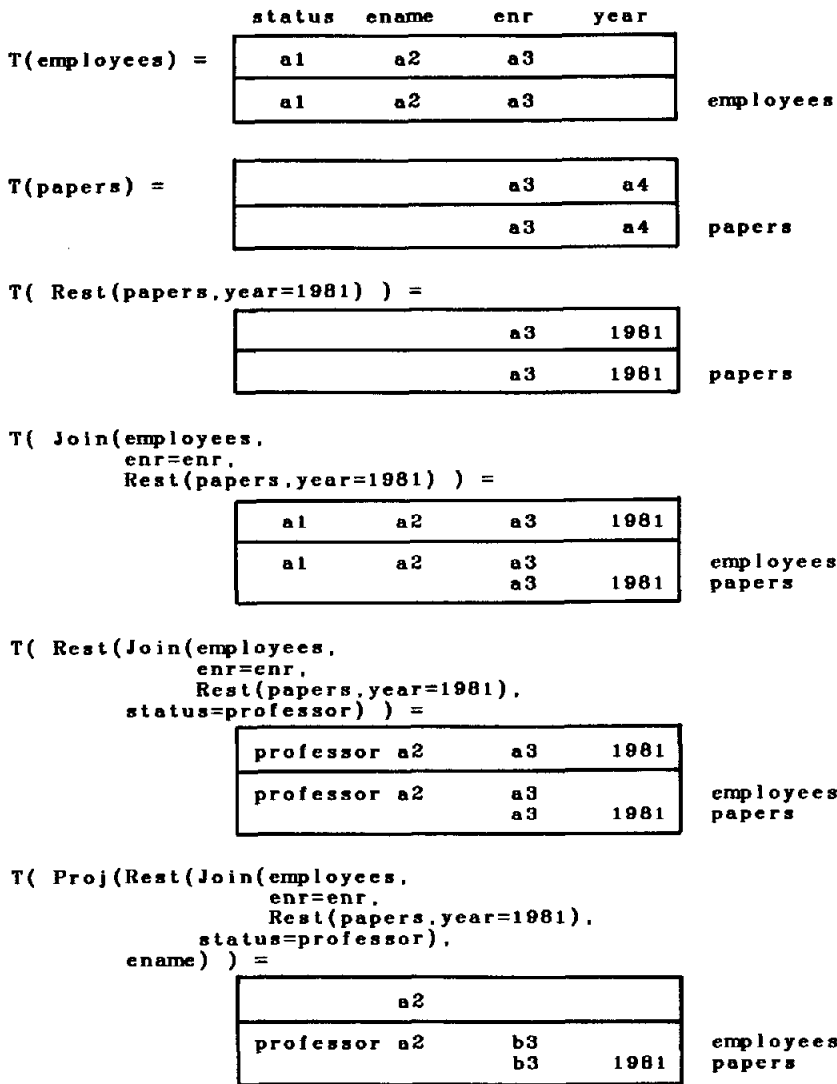 status ename enr year
T(employees) = a1 a2 a3
a1 a2 a3 employees
T(papers) = a3 a4
a3 a4 papers
T( Rest(papers,year=1981) ) =
a3 1981
a3 1981 papers
T( Join(employees,
enr=enr,
Rest(papers,year=1981) ) =
a1 a2 a3 1981
a1 a2 a3 employees
a3 1981 papers
T( Rest(Join(employees,
enr=enr,
Rest(papers,year=1981),
status=professor) ) =
professor a2 a3 1981
professor a2 a3 employees
a3 1981 papers
T( Proj(Rest(Join(employees,
enr=enr,
Rest(papers,year=1981),
status=professor),
ename) ) =
a2
professor a2 b3 employees
b3 1981 papers